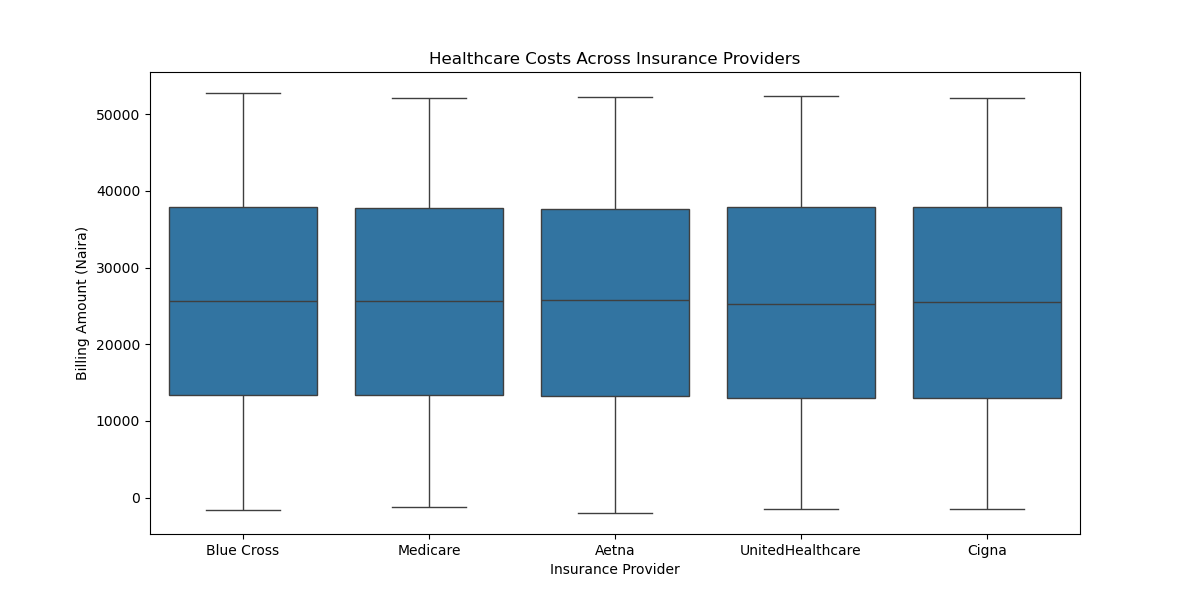 Healthcare Costs Across Insurance Providers
Billing Amount (Naira)
50000
40000
30000
20000
10000
0
Blue Cross Medicare Aetna UnitedHealthcare Cigna
Insurance Provider